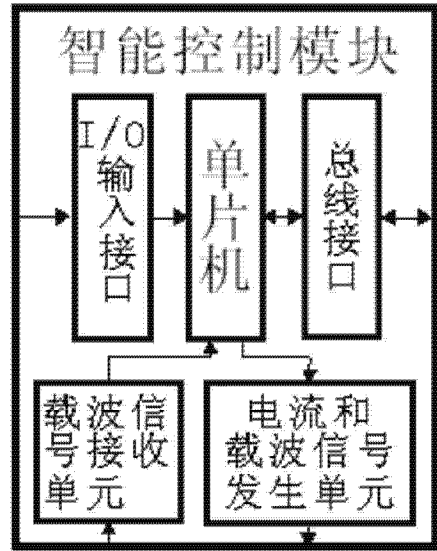 智能控制模块
I/O
输入接口
单片机
总线接口
载波信
号接收
单元
电流和
载波信号
发生单元